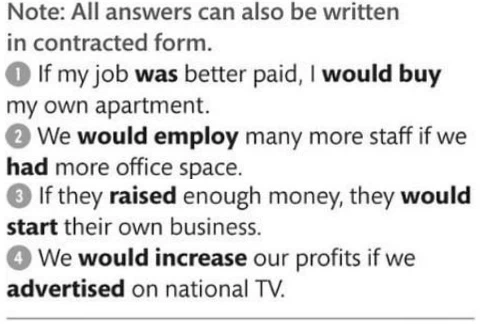 Note: All answers can also be written
in contracted form.
1 If my job was better paid, I would buy
my own apartment.
2 We would employ many more staff if we
had more office space.
3 If they raised enough money, they would
start their own business.
4 We would increase our profits if we
advertised on national TV.